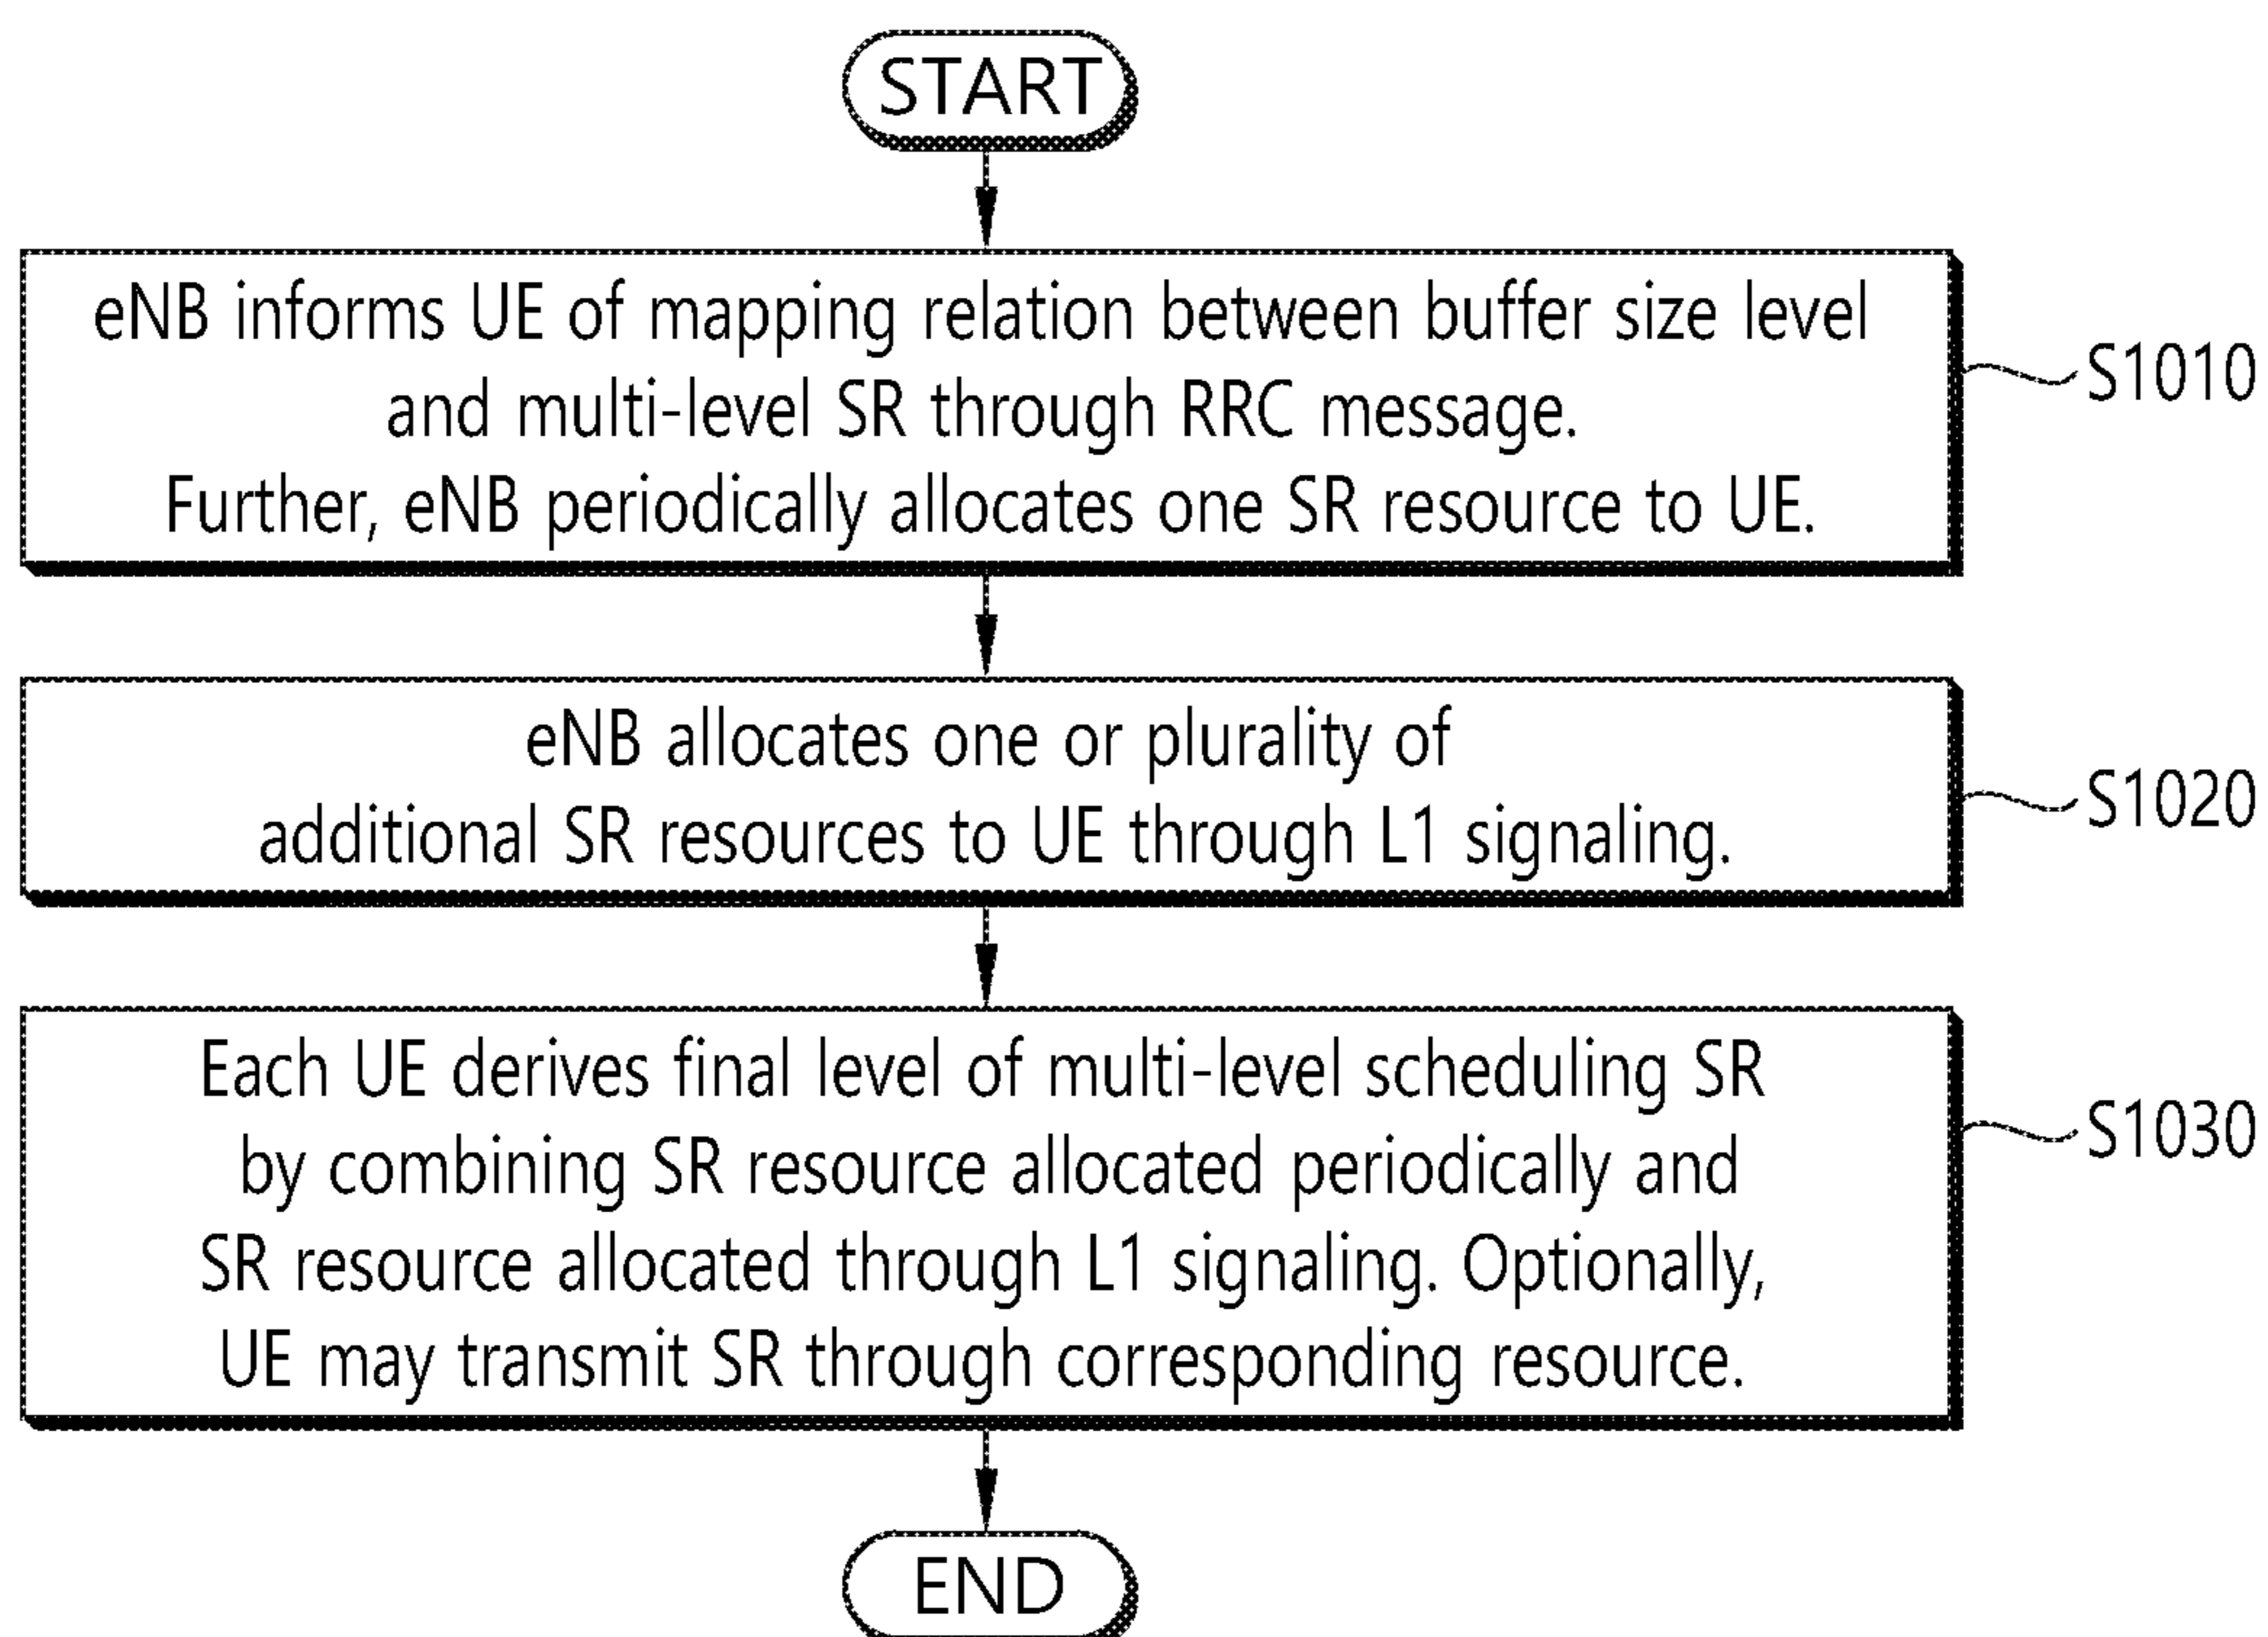 START
eNB informs UE of mapping relation between buffer size level
and multi-level SR through RRC message.
Further, eNB periodically allocates one SR resource to UE.
S1010
eNB allocates one or plurality of
additional SR resources to UE through L1 signaling.
S1020
Each UE derives final level of multi-level scheduling SR
by combining SR resource allocated periodically and
SR resource allocated through L1 signaling. Optionally,
UE may transmit SR through corresponding resource.
S1030
END